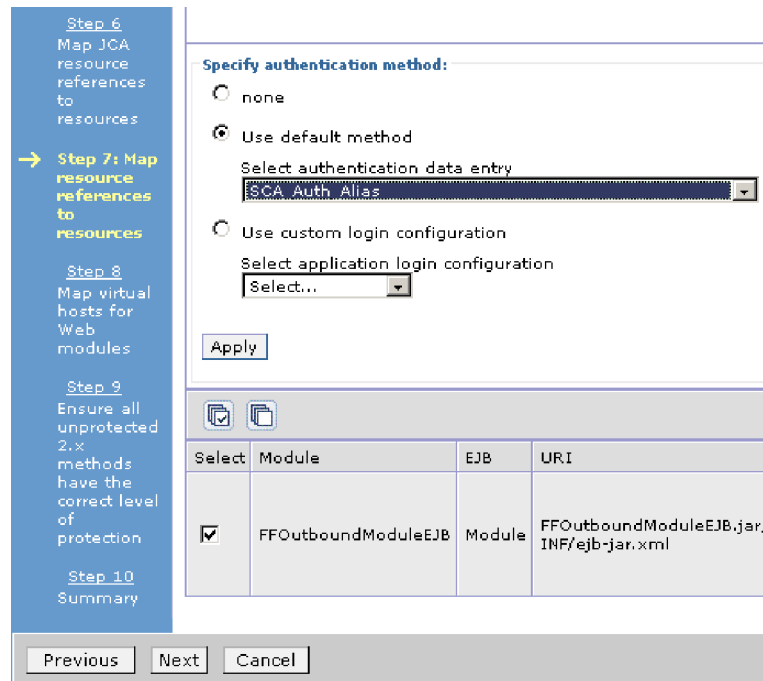 Step 6
Map JCA
resource
references
to
resources
Step 7: Map
resource
references
to
resources
Step 8
Map virtual
hosts for
Web
modules
Step 9
Ensure all
unprotected
2.x
methods
have the
correct level
of
protection
Step 10
Summary
Specify authentication method:
none
Use default method
Select authentication data entry
SCA_Auth_Alias
Use custom login configuration
Select application login configuration
Select...
Apply
Select Module EJB URI
FFOutboundModuleEJB Module FFOutboundModuleEJB.jar,
INF/ejb-jar.xml
Previous Next Cancel